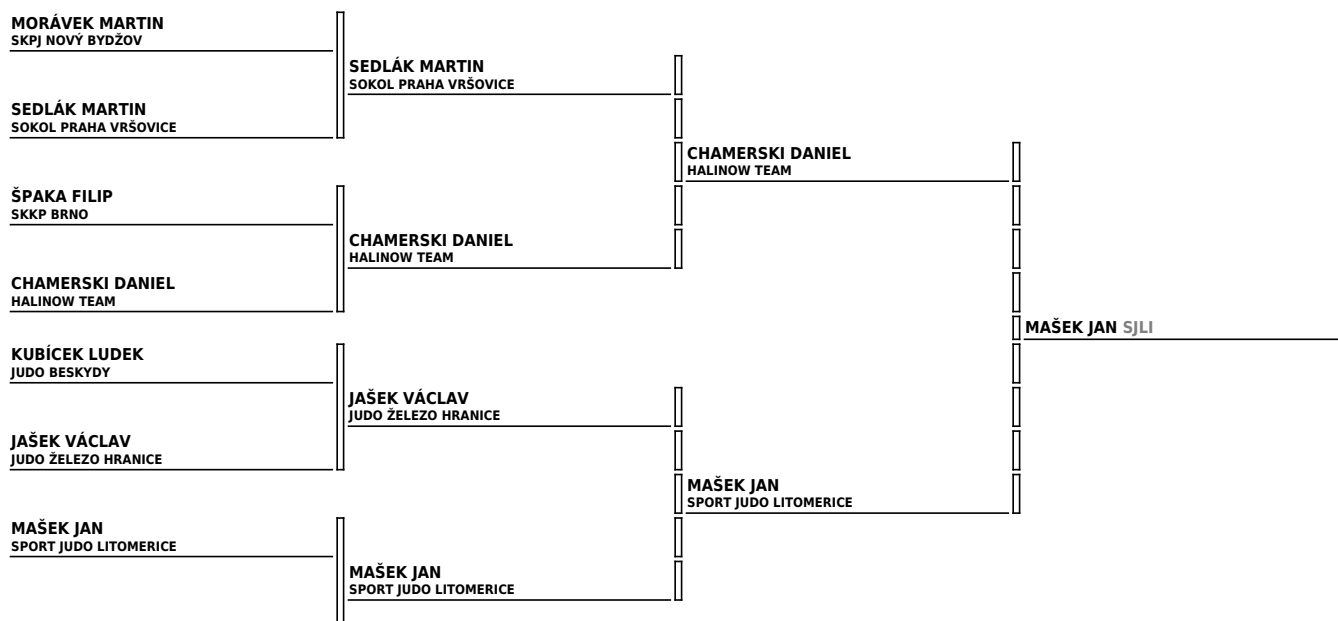 MORÁVEK MARTIN
SKPJ NOVÝ BYDŽOV
SEDLÁK MARTIN
SOKOL PRAHA VRŠOVICE
ŠPAKA FILIP
SKKP BRNO
CHAMERSKI DANIEL
HALINOW TEAM
KUBÍCEK LUDEK
JUDO BESKYDY
JAŠEK VÁCLAV
JUDO ŽELEZO HRANICE
MAŠEK JAN
SPORT JUDO LITOMERICE
SEDLÁK MARTIN
SOKOL PRAHA VRŠOVICE
CHAMERSKI DANIEL
HALINOW TEAM
JAŠEK VÁCLAV
JUDO ŽELEZO HRANICE
MAŠEK JAN
SPORT JUDO LITOMERICE
CHAMERSKI DANIEL
HALINOW TEAM
MAŠEK JAN
SPORT JUDO LITOMERICE
MAŠEK JAN SJLI